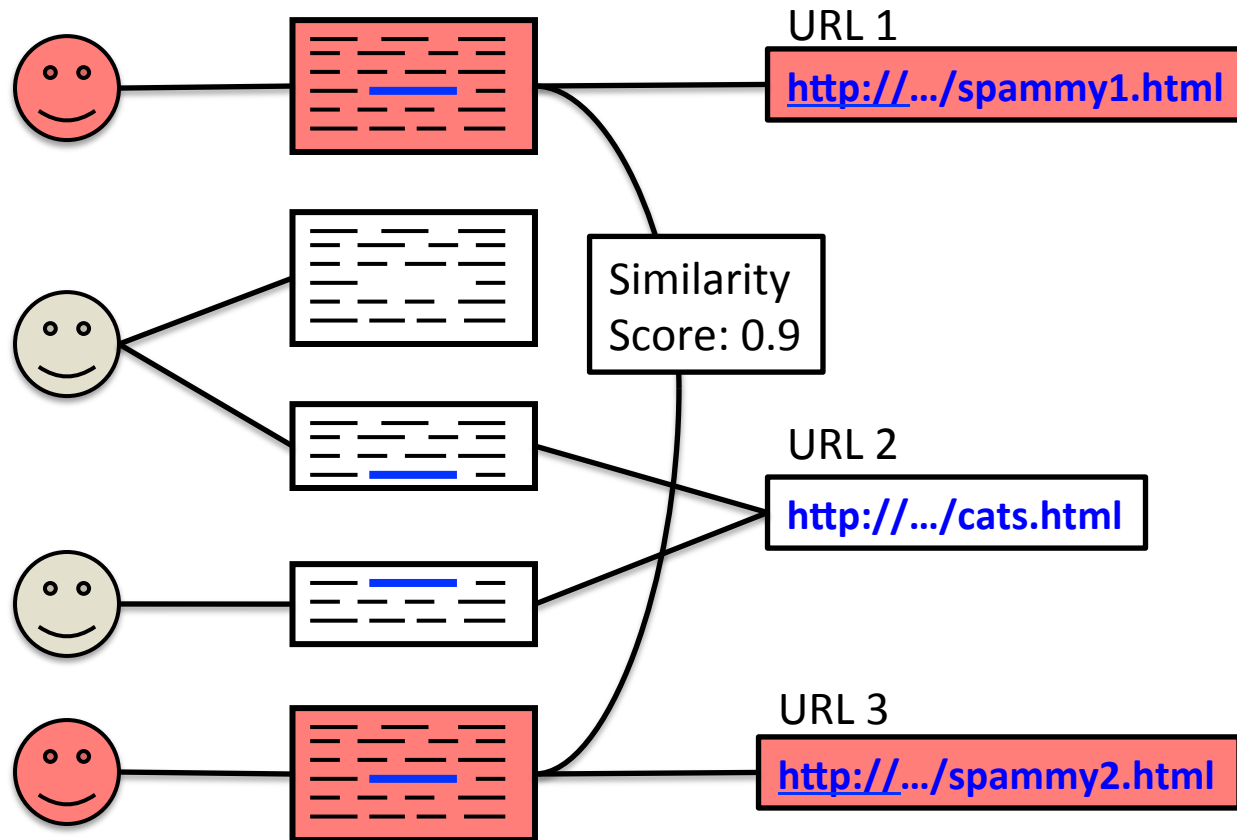 URL 1
http://.../spammy1.html
Similarity
Score: 0.9
URL 2
http://.../cats.html
URL 3
http://.../spammy2.html